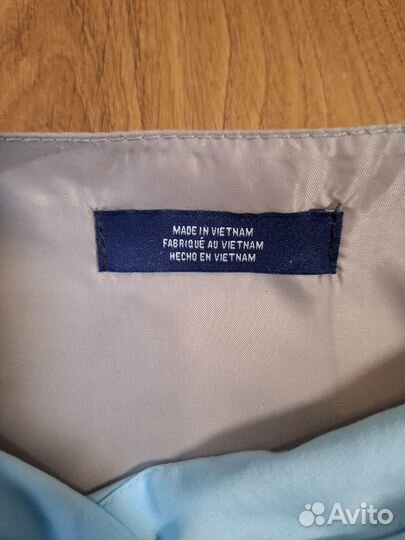 MADE IN VIETNAM
FABRIQUÉ AU VIETNAM
HECHO EN VIETNAM
Avito